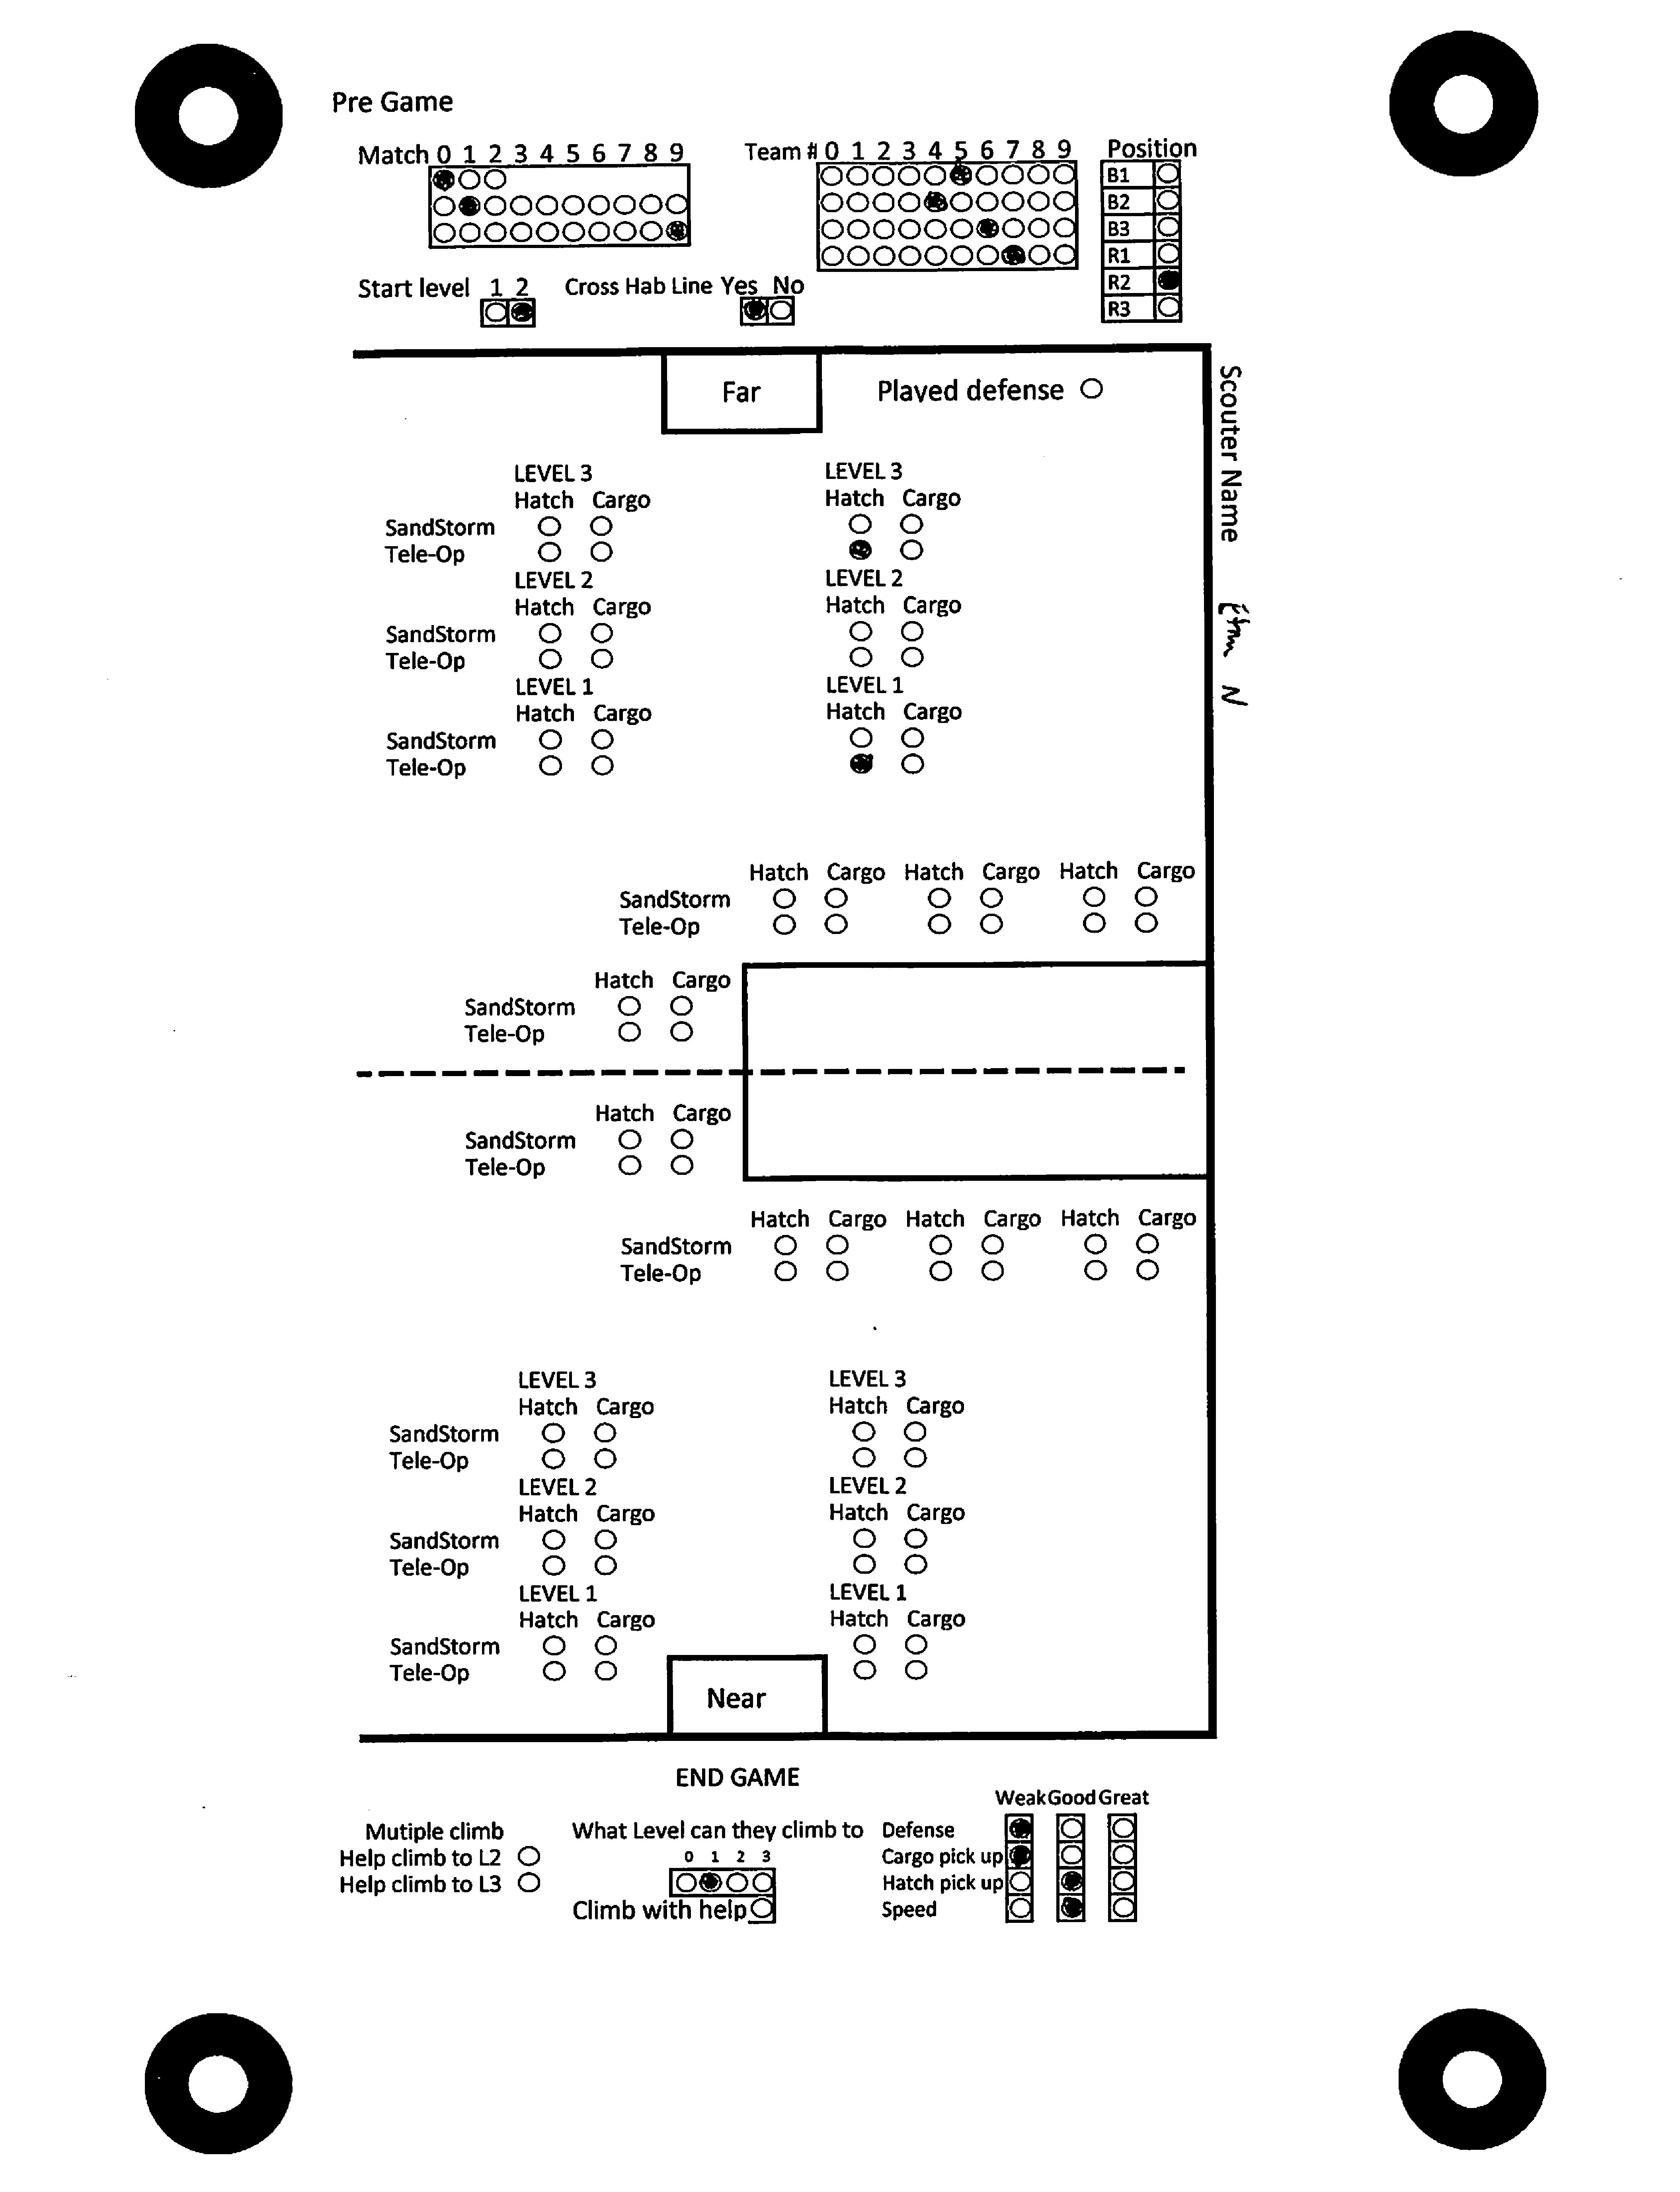 Pre Game
Match 0 1 2 3 4 5 6 7 8 9
Team # 0 1 2 3 4 5 6 7 8 9
Position
B1
B2
B3
R1
R2
R3
Start level 1 2
Cross Hab Line Yes No
Far
Played defense
Scouter Name
N
LEVEL 3 LEVEL 3
Hatch Cargo Hatch Cargo
SandStorm
Tele-Op
LEVEL 2 LEVEL 2
Hatch Cargo Hatch Cargo
SandStorm
Tele-Op
LEVEL 1 LEVEL 1
Hatch Cargo Hatch Cargo
SandStorm
Tele-Op
Hatch Cargo Hatch Cargo Hatch Cargo
SandStorm
Tele-Op
Hatch Cargo
SandStorm
Tele-Op
Hatch Cargo
SandStorm
Tele-Op
Hatch Cargo Hatch Cargo Hatch Cargo
SandStorm
Tele-Op
LEVEL 3 LEVEL 3
Hatch Cargo Hatch Cargo
SandStorm
Tele-Op
LEVEL 2 LEVEL 2
Hatch Cargo Hatch Cargo
SandStorm
Tele-Op
LEVEL 1 LEVEL 1
Hatch Cargo Hatch Cargo
SandStorm
Tele-Op
Near
END GAME
Mutiple climb
Help climb to L2
Help climb to L3
What Level can they climb to
0 1 2 3
Climb with help
Weak Good Great
Defense
Cargo pick up
Hatch pick up
Speed